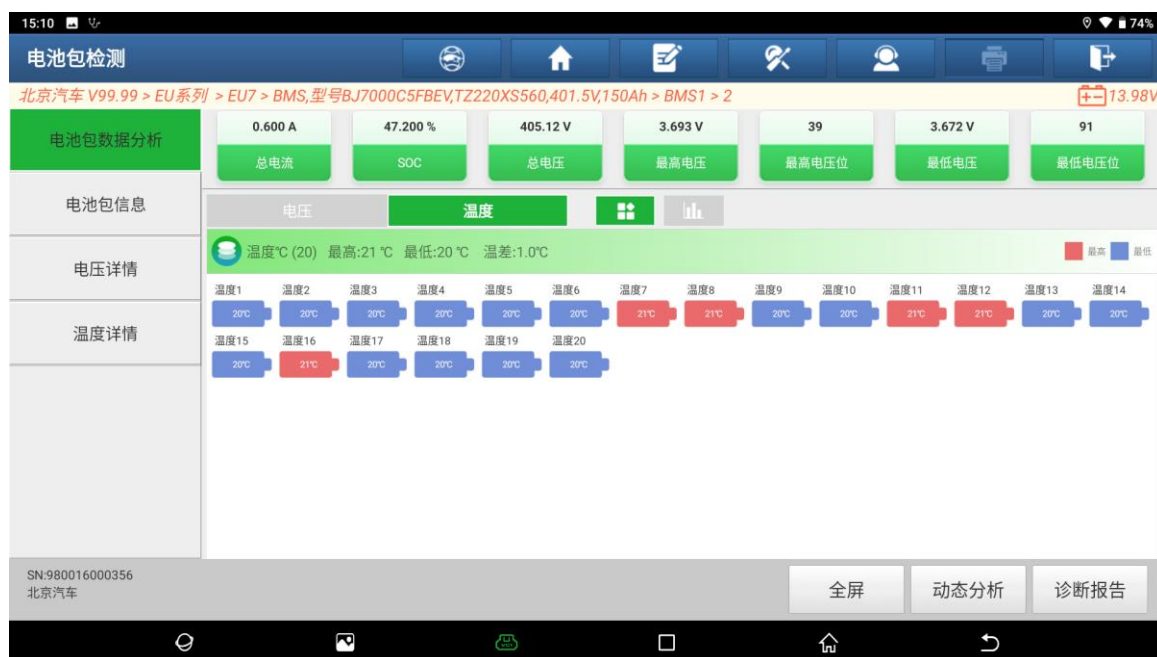 15:10 74%
电池包检测
北京汽车 V99.99 > EU系列 > EU7 > BMS,型号BJ7000C5FBEV,TZ220XS560,401.5V,150Ah > BMS1 > 2 13.98V
电池包数据分析
电池包信息
电压详情
温度详情
0.600 A 47.200 % 405.12 V 3.693 V 39 3.672 V 91
总电流 SOC 总电压 最高电压 最高电压位 最低电压 最低电压位
电压 温度
温度℃ (20) 最高:21 ℃ 最低:20 ℃ 温差:1.0℃ 最高 最低
温度1 温度2 温度3 温度4 温度5 温度6 温度7 温度8 温度9 温度10 温度11 温度12 温度13 温度14
20℃ 20℃ 20℃ 20℃ 20℃ 20℃ 21℃ 21℃ 20℃ 20℃ 21℃ 21℃ 20℃ 20℃
温度15 温度16 温度17 温度18 温度19 温度20
20℃ 21℃ 20℃ 20℃ 20℃ 20℃
SN:980016000356
北京汽车
全屏 动态分析 诊断报告